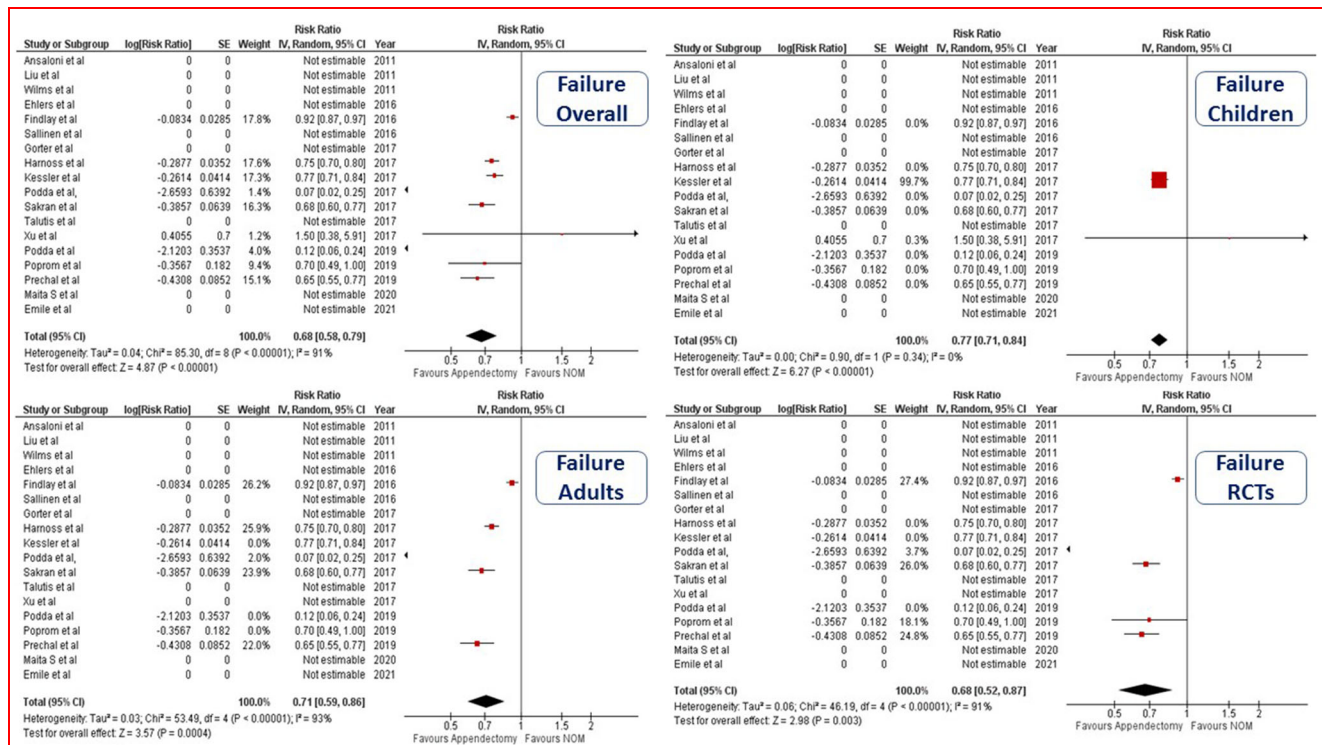 Risk Ratio Risk Ratio
Study or Subgroup log[Risk Ratio] SE Weight IV, Random, 95% CI Year IV, Random, 95% CI
Ansaloni et al 0 0 Not estimable 2011
Liu et al 0 0 Not estimable 2011
Wilms et al 0 0 Not estimable 2011
Ehlers et al 0 0 Not estimable 2016
Findlay et al -0.0834 0.0285 17.8% 0.92 [0.87, 0.97] 2016
Sallinen et al 0 0 Not estimable 2016
Gorter et al 0 0 Not estimable 2017
Harnoss et al -0.2877 0.0352 17.6% 0.75 [0.70, 0.80] 2017
Kessler et al -0.2614 0.0414 17.3% 0.77 [0.71, 0.84] 2017
Podda et al, -2.6593 0.6392 1.4% 0.07 [0.02, 0.25] 2017
Sakran et al -0.3857 0.0639 16.3% 0.68 [0.60, 0.77] 2017
Talutis et al 0 0 Not estimable 2017
Xu et al 0.4055 0.7 1.2% 1.50 [0.38, 5.91] 2017
Podda et al -2.1203 0.3537 4.0% 0.12 [0.06, 0.24] 2019
Poprom et al -0.3567 0.182 9.4% 0.70 [0.49, 1.00] 2019
Prechal et al -0.4308 0.0852 15.1% 0.65 [0.55, 0.77] 2019
Maita S et al 0 0 Not estimable 2020
Emile et al 0 0 Not estimable 2021
Total (95% CI) 100.0% 0.68 [0.58, 0.79]
Heterogeneity: Tau² = 0.04; Chi² = 85.30, df = 8 (P < 0.00001); I² = 91%
Test for overall effect: Z = 4.87 (P < 0.00001)
0.5 0.7 1 1.5 2
Favours Appendectomy Favours NOM
Failure
Overall
Risk Ratio Risk Ratio
Study or Subgroup log[Risk Ratio] SE Weight IV, Random, 95% CI Year IV, Random, 95% CI
Ansaloni et al 0 0 Not estimable 2011
Liu et al 0 0 Not estimable 2011
Wilms et al 0 0 Not estimable 2011
Ehlers et al 0 0 Not estimable 2016
Findlay et al -0.0834 0.0285 0.0% 0.92 [0.87, 0.97] 2016
Sallinen et al 0 0 Not estimable 2016
Gorter et al 0 0 Not estimable 2017
Harnoss et al -0.2877 0.0352 0.0% 0.75 [0.70, 0.80] 2017
Kessler et al -0.2614 0.0414 99.7% 0.77 [0.71, 0.84] 2017
Podda et al, -2.6593 0.6392 0.0% 0.07 [0.02, 0.25] 2017
Sakran et al -0.3857 0.0639 0.0% 0.68 [0.60, 0.77] 2017
Talutis et al 0 0 Not estimable 2017
Xu et al 0.4055 0.7 0.3% 1.50 [0.38, 5.91] 2017
Podda et al -2.1203 0.3537 0.0% 0.12 [0.06, 0.24] 2019
Poprom et al -0.3567 0.182 0.0% 0.70 [0.49, 1.00] 2019
Prechal et al -0.4308 0.0852 0.0% 0.65 [0.55, 0.77] 2019
Maita S et al 0 0 Not estimable 2020
Emile et al 0 0 Not estimable 2021
Total (95% CI) 100.0% 0.77 [0.71, 0.84]
Heterogeneity: Tau² = 0.00; Chi² = 0.90, df = 1 (P = 0.34); I² = 0%
Test for overall effect: Z = 6.27 (P < 0.00001)
0.5 0.7 1 1.5 2
Favours Appendectomy Favours NOM
Failure
Children
Risk Ratio Risk Ratio
Study or Subgroup log[Risk Ratio] SE Weight IV, Random, 95% CI Year IV, Random, 95% CI
Ansaloni et al 0 0 Not estimable 2011
Liu et al 0 0 Not estimable 2011
Wilms et al 0 0 Not estimable 2011
Ehlers et al 0 0 Not estimable 2016
Findlay et al -0.0834 0.0285 26.2% 0.92 [0.87, 0.97] 2016
Sallinen et al 0 0 Not estimable 2016
Gorter et al 0 0 Not estimable 2017
Harnoss et al -0.2877 0.0352 25.9% 0.75 [0.70, 0.80] 2017
Kessler et al -0.2614 0.0414 0.0% 0.77 [0.71, 0.84] 2017
Podda et al, -2.6593 0.6392 2.0% 0.07 [0.02, 0.25] 2017
Sakran et al -0.3857 0.0639 23.9% 0.68 [0.60, 0.77] 2017
Talutis et al 0 0 Not estimable 2017
Xu et al 0 0 Not estimable 2017
Podda et al -2.1203 0.3537 0.0% 0.12 [0.06, 0.24] 2019
Poprom et al -0.3567 0.182 0.0% 0.70 [0.49, 1.00] 2019
Prechal et al -0.4308 0.0852 22.0% 0.65 [0.55, 0.77] 2019
Maita S et al 0 0 Not estimable 2020
Emile et al 0 0 Not estimable 2021
Total (95% CI) 100.0% 0.71 [0.59, 0.86]
Heterogeneity: Tau² = 0.03; Chi² = 53.49, df = 4 (P < 0.00001); I² = 93%
Test for overall effect: Z = 3.57 (P = 0.0004)
0.5 0.7 1 1.5 2
Favours Appendectomy Favours NOM
Failure
Adults
Risk Ratio Risk Ratio
Study or Subgroup log[Risk Ratio] SE Weight IV, Random, 95% CI Year IV, Random, 95% CI
Ansaloni et al 0 0 Not estimable 2011
Liu et al 0 0 Not estimable 2011
Wilms et al 0 0 Not estimable 2011
Ehlers et al 0 0 Not estimable 2016
Findlay et al -0.0834 0.0285 27.4% 0.92 [0.87, 0.97] 2016
Sallinen et al 0 0 Not estimable 2016
Gorter et al 0 0 Not estimable 2017
Harnoss et al -0.2877 0.0352 0.0% 0.75 [0.70, 0.80] 2017
Kessler et al -0.2614 0.0414 0.0% 0.77 [0.71, 0.84] 2017
Podda et al, -2.6593 0.6392 3.7% 0.07 [0.02, 0.25] 2017
Sakran et al -0.3857 0.0639 26.0% 0.68 [0.60, 0.77] 2017
Talutis et al 0 0 Not estimable 2017
Xu et al 0 0 Not estimable 2017
Podda et al -2.1203 0.3537 0.0% 0.12 [0.06, 0.24] 2019
Poprom et al -0.3567 0.182 18.1% 0.70 [0.49, 1.00] 2019
Prechal et al -0.4308 0.0852 24.8% 0.65 [0.55, 0.77] 2019
Maita S et al 0 0 Not estimable 2020
Emile et al 0 0 Not estimable 2021
Total (95% CI) 100.0% 0.68 [0.52, 0.87]
Heterogeneity: Tau² = 0.06; Chi² = 46.19, df = 4 (P < 0.00001); I² = 91%
Test for overall effect: Z = 2.98 (P = 0.003)
0.5 0.7 1 1.5 2
Favours Appendectomy Favours NOM
Failure
RCTs